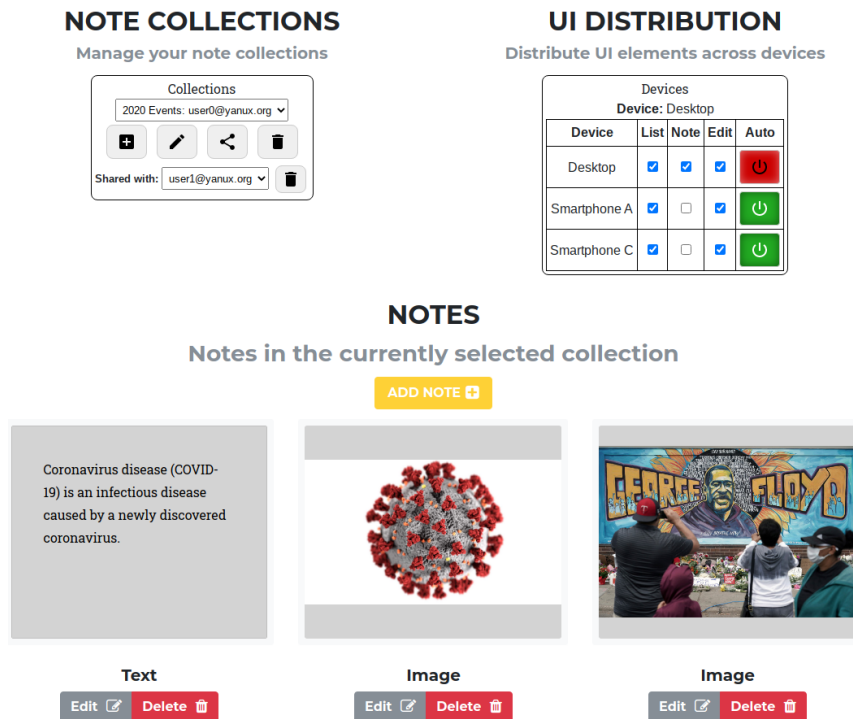 NOTE COLLECTIONS
Manage your note collections
Collections
2020 Events: user0@yanux.org
Shared with: user1@yanux.org
UI DISTRIBUTION
Distribute UI elements across devices
Devices
Device: Desktop
Device List Note Edit Auto
Desktop
Smartphone A
Smartphone C
NOTES
Notes in the currently selected collection
ADD NOTE
Coronavirus disease (COVID-
19) is an infectious disease
caused by a newly discovered
coronavirus.
GEORGE FLOYD
Text
Edit Delete
Image
Edit Delete
Image
Edit Delete